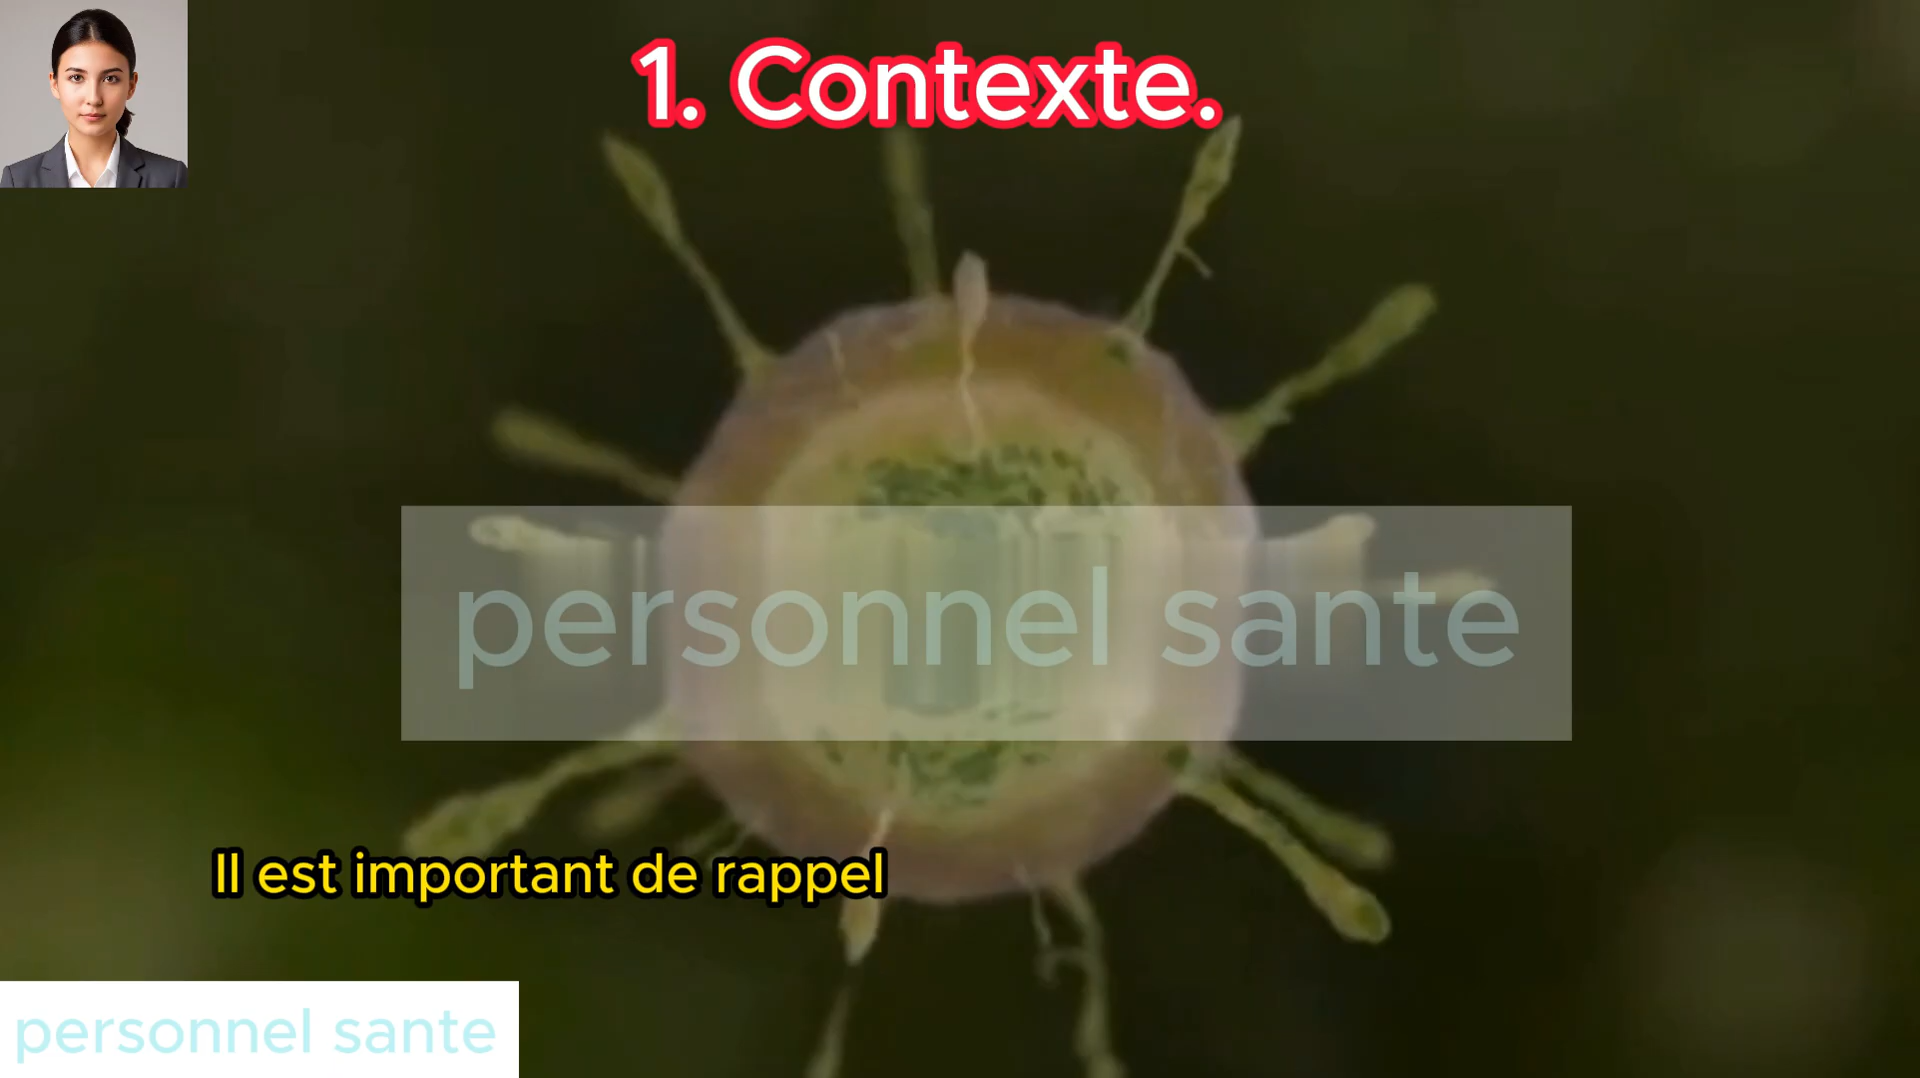 1. Contexte.
personnel sante
Il est important de rappel
personnel sante